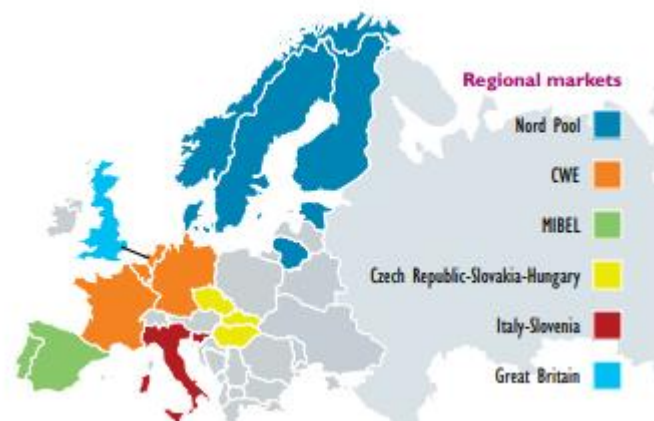 Regional markets
Nord Pool
CWE
MIBEL
Czech Republic-Slovakia-Hungary
Italy-Slovenia
Great Britain